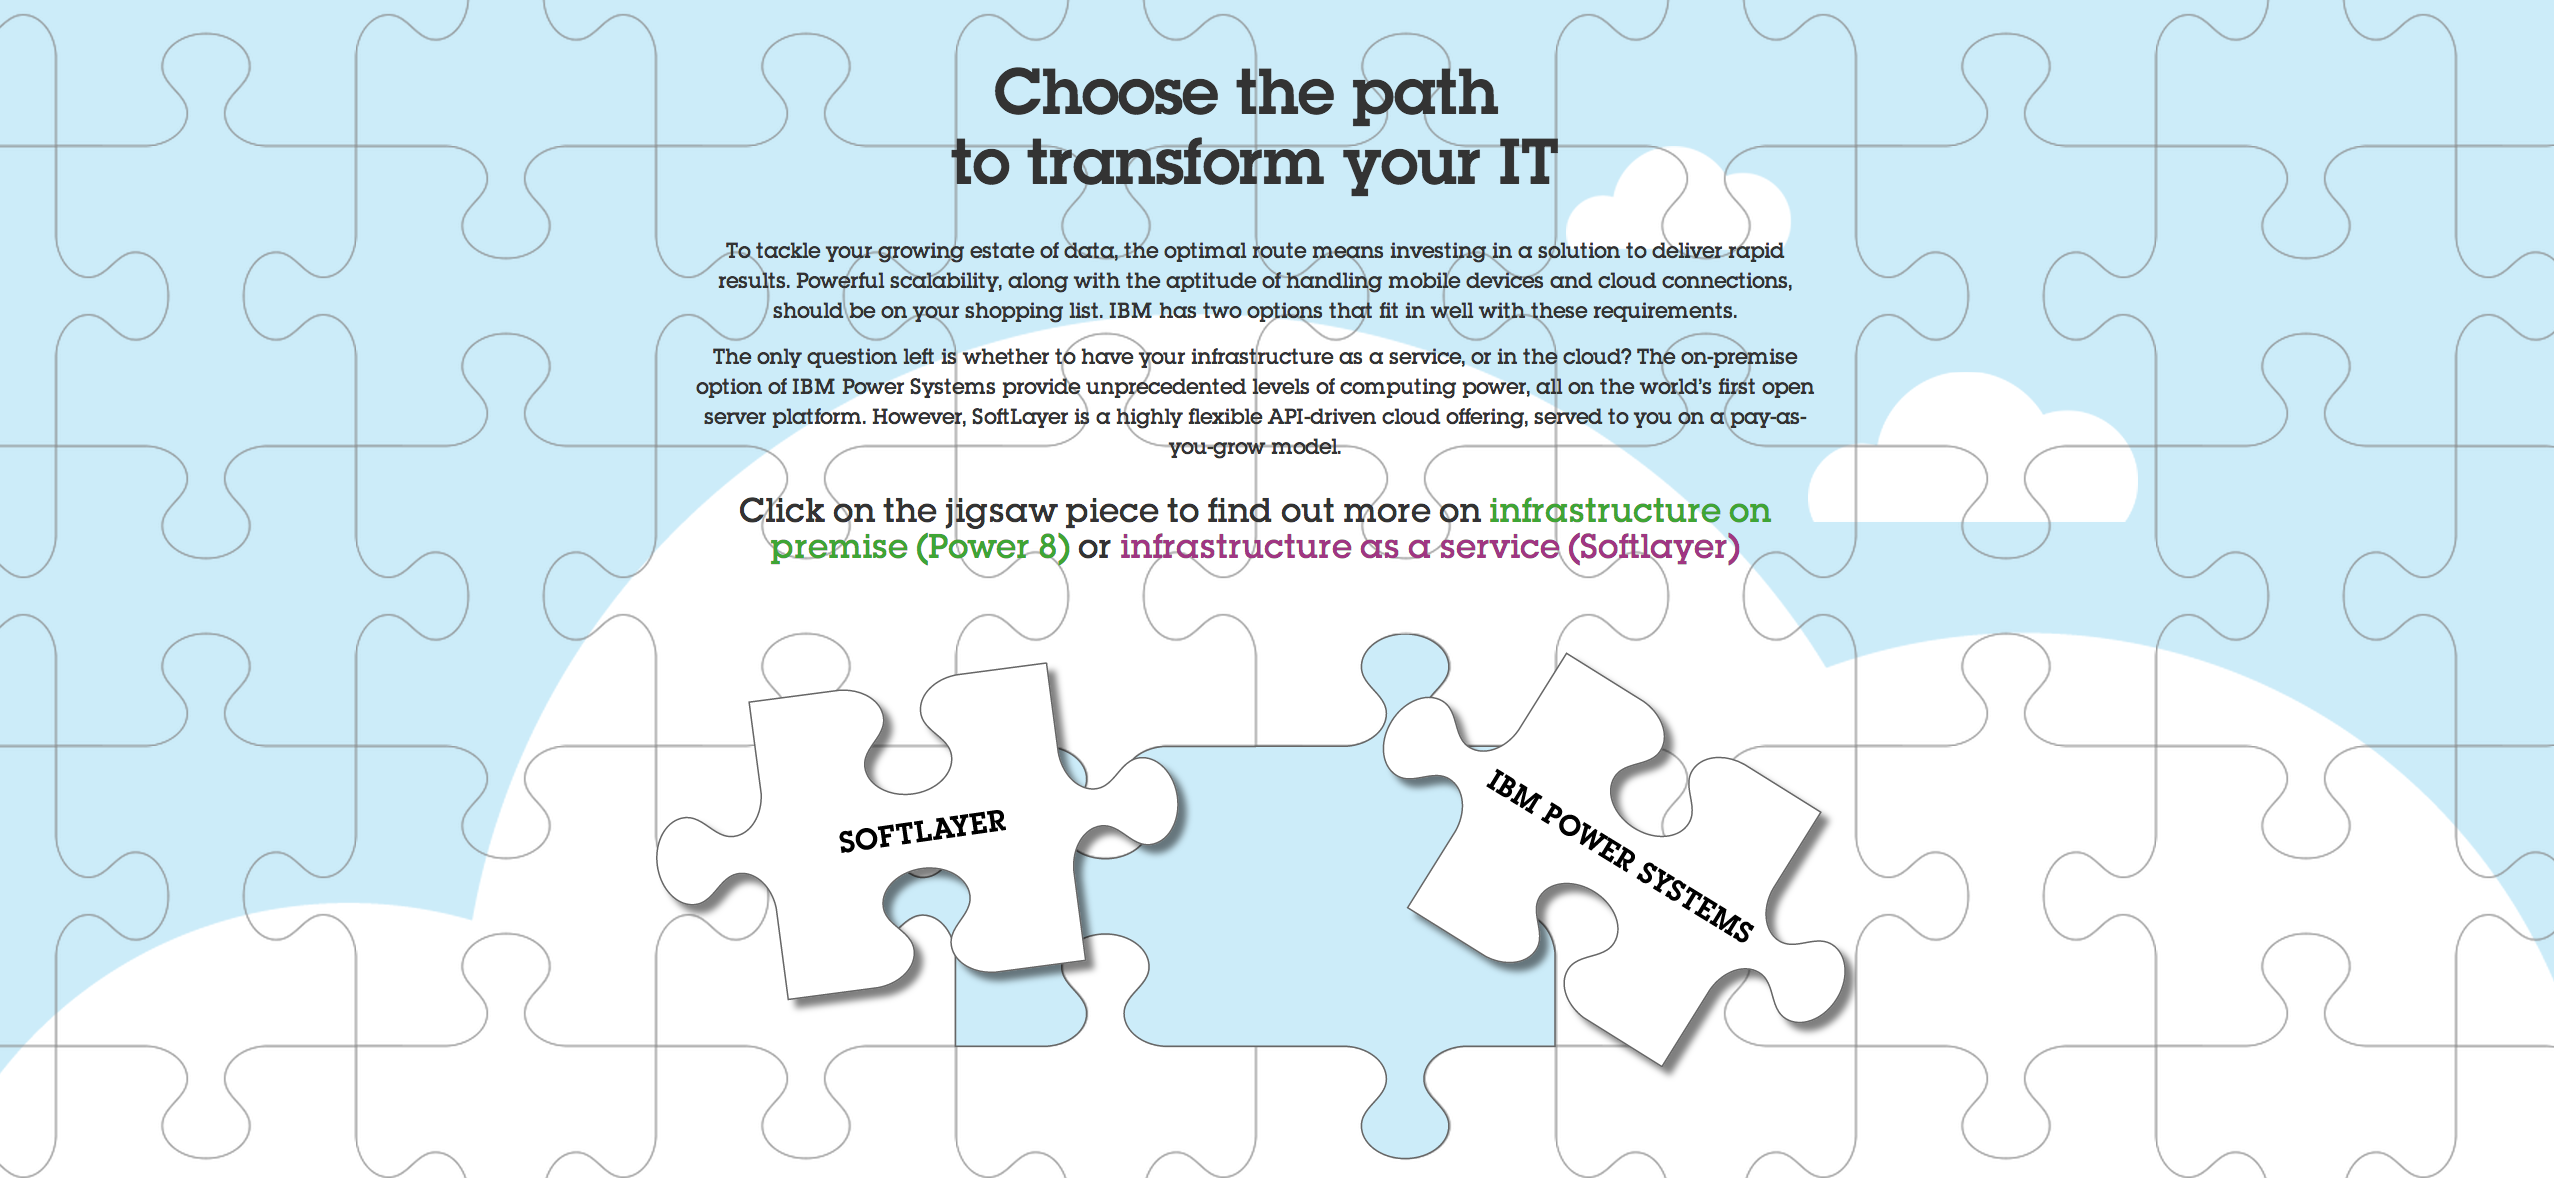 Choose the path
to transform your IT
To tackle your growing estate of data, the optimal route means investing in a solution to deliver rapid
results. Powerful scalability, along with the aptitude of handling mobile devices and cloud connections,
should be on your shopping list. IBM has two options that fit in well with these requirements.
The only question left is whether to have your infrastructure as a service, or in the cloud? The on-premise
option of IBM Power Systems provide unprecedented levels of computing power, all on the world's first open
server platform. However, SoftLayer is a highly flexible API-driven cloud offering, served to you on a pay-as-
you-grow model.
Click on the jigsaw piece to find out more on infrastructure on
premise (Power 8) or infrastructure as a service (Softlayer)
SOFTLAYER
IBM POWER SYSTEMS